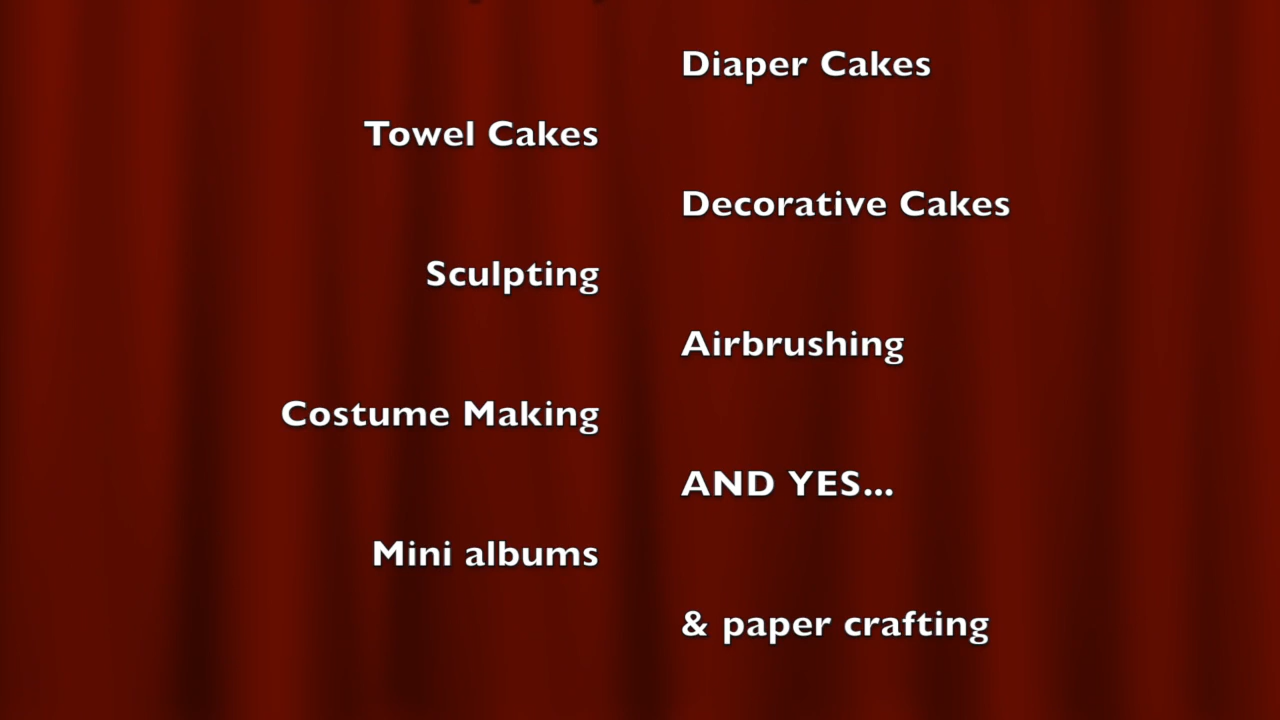 Diaper Cakes
Towel Cakes
Decorative Cakes
Sculpting
Airbrushing
Costume Making
AND YES...
Mini albums
& paper crafting